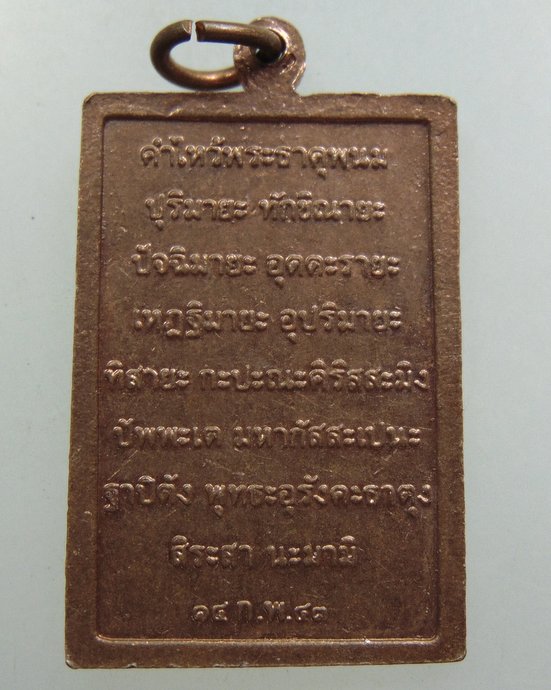 คำไหว้พระธาตุพนม
ปุริมายะ ทักขิณายะ
ปัจฉิมายะ อุตตะรายะ
เหฏฐิมายะ อุปริมายะ
ทิสายะ กะปะณะคิริสสะมิง
ปัพพะเต มหากัสสะเปนะ
ฐาปิตัง พุทธะอุรังคะธาตุง
สิระสา นะมามิ
๑๔ ก.พ.๔๓